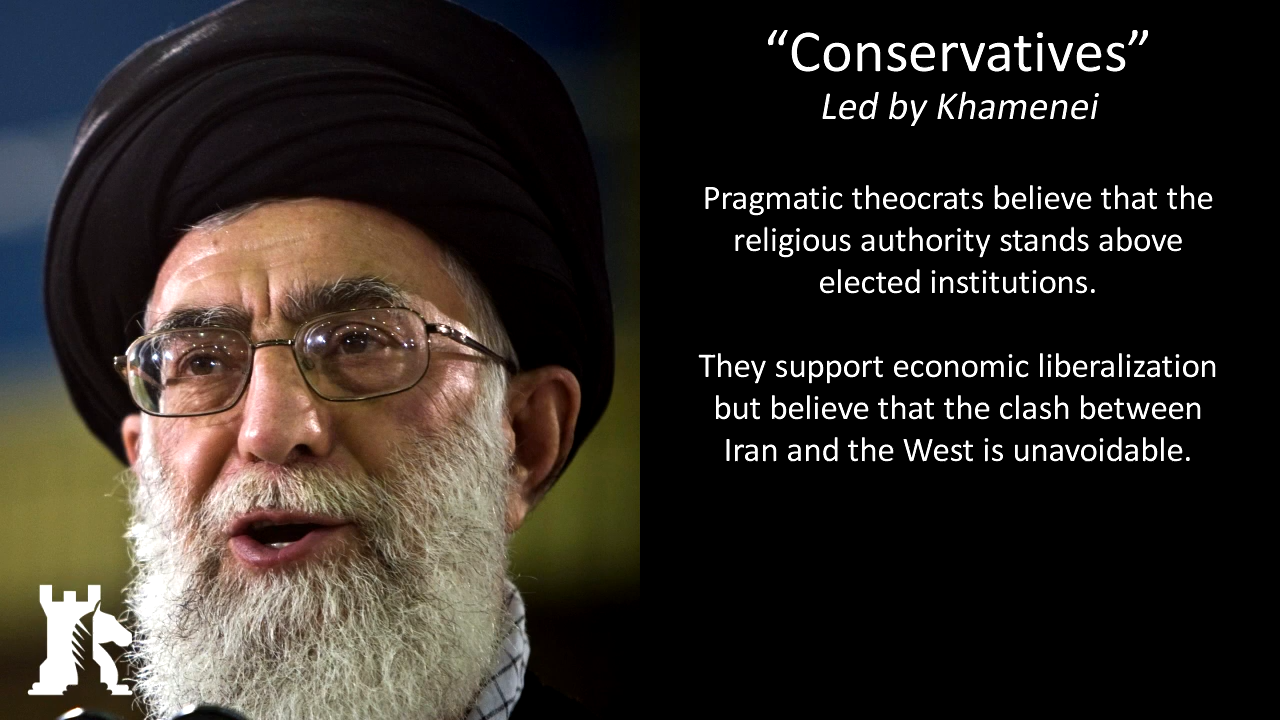 “Conservatives”
Led by Khamenei
Pragmatic theocrats believe that the
religious authority stands above
elected institutions.
They support economic liberalization
but believe that the clash between
Iran and the West is unavoidable.